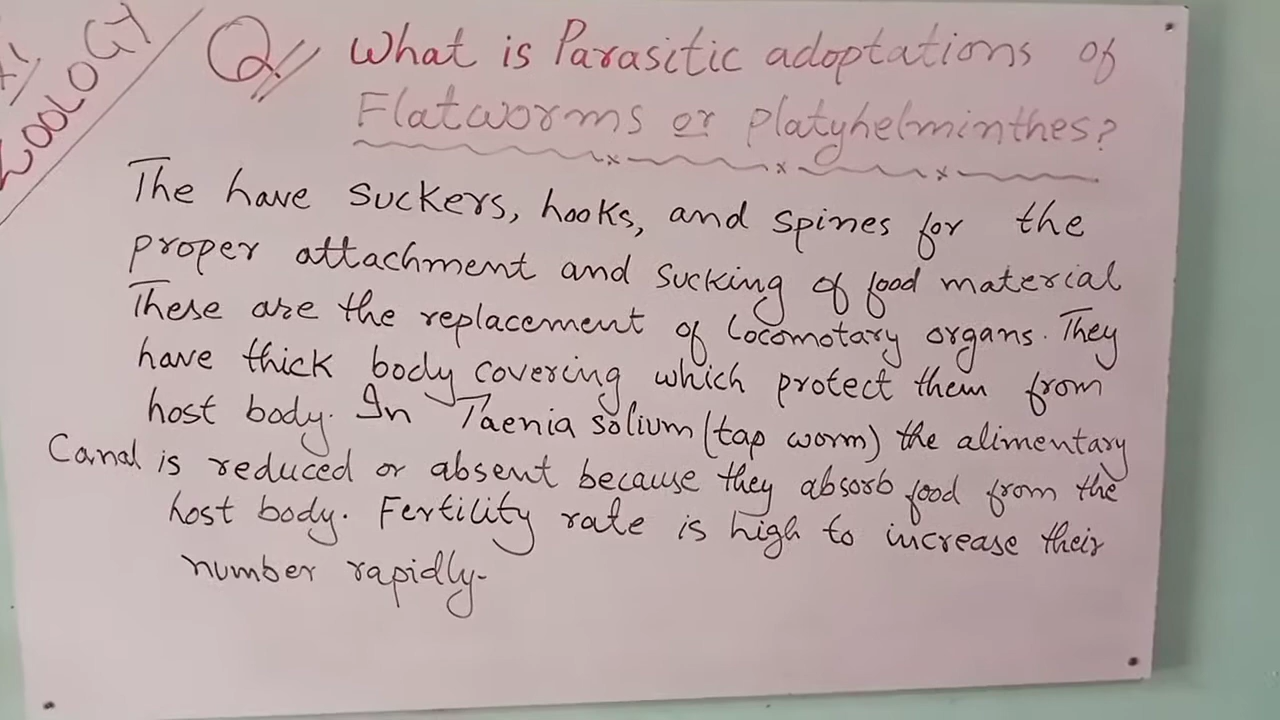 ZOOLOGY
Q// What is Parasitic adoptations of
Flatworms or Platyhelminthes?
The have suckers, hooks, and spines for the
proper attachment and sucking of food material
These are the replacement of locomotary organs. They
have thick body covering which protect them from
host body. In Taenia solium (tap worm) the alimentary
Canal is reduced or absent because they absorb food from the
host body. Fertility rate is high to increase their
number rapidly.